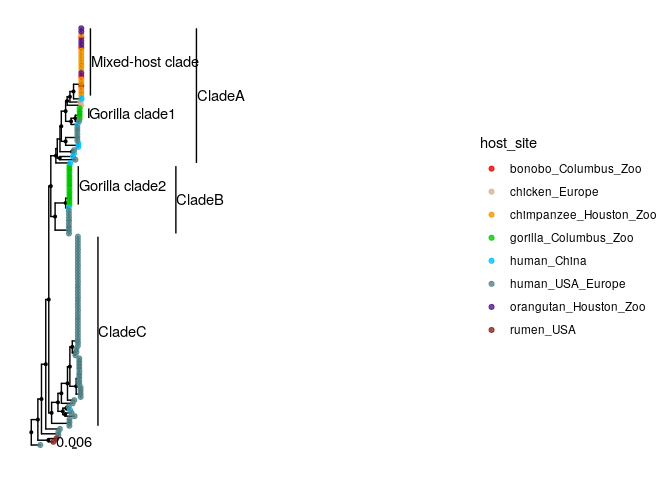 Mixed-host clade
CladeA
Gorilla clade1
Gorilla clade2
CladeB
CladeC
0.006
host_site
bonobo_Columbus_Zoo
chicken_Europe
chimpanzee_Houston_Zoo
gorilla_Columbus_Zoo
human_China
human_USA_Europe
orangutan_Houston_Zoo
rumen_USA